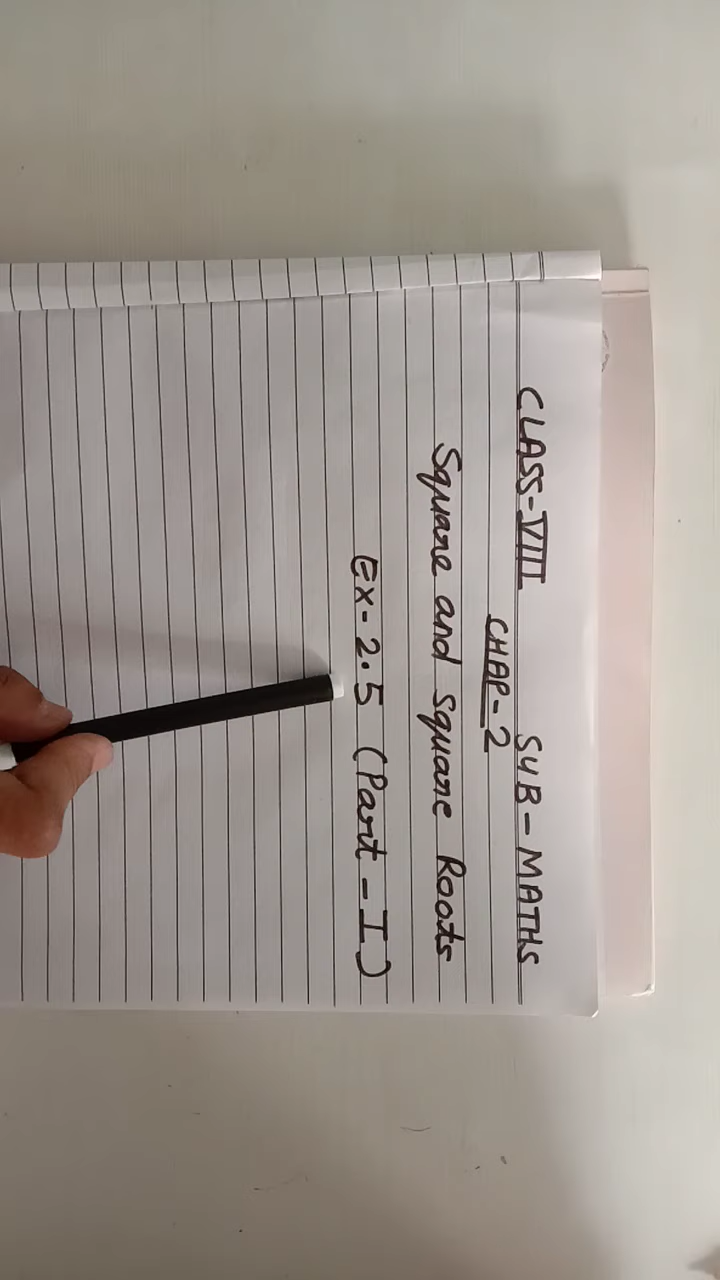 CLASS-VIII SUB-MATHS
CHAP-2
Square and Square Roots
Ex-2.5 (Part-I)